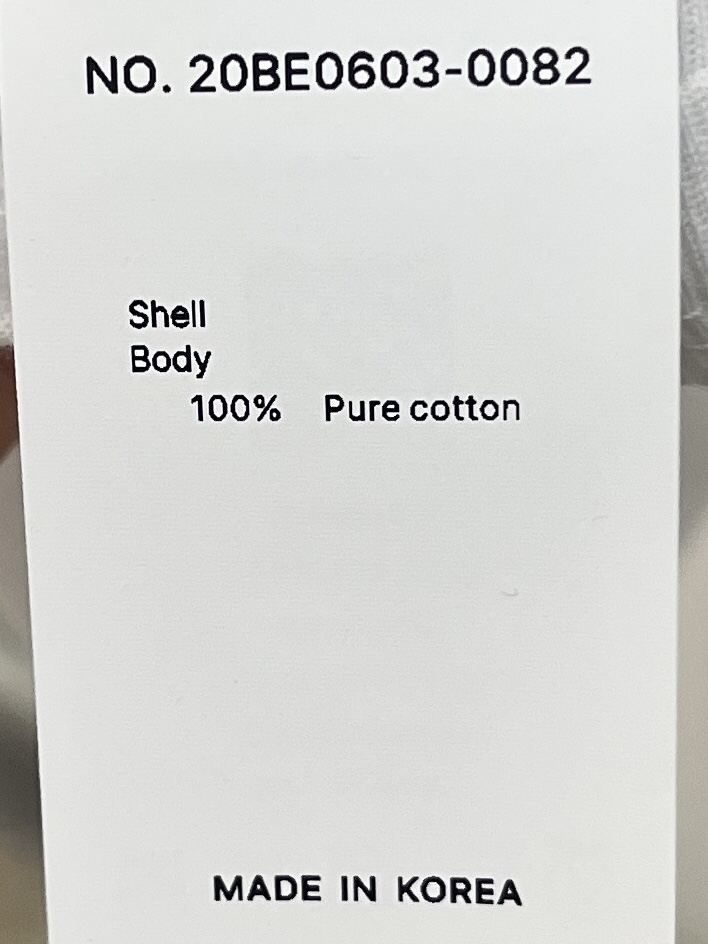 NO. 20BE0603-0082
Shell
Body
100% Pure cotton
MADE IN KOREA